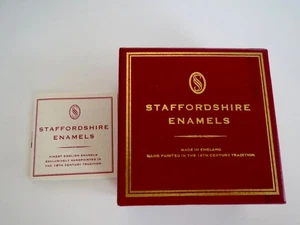 STAFFORDSHIRE
ENAMELS
FINEST ENGLISH ENAMELS
EXCLUSIVELY HANDPAINTED IN
THE 18TH CENTURY TRADITION
STAFFORDSHIRE
ENAMELS
MADE IN ENGLAND
HAND PAINTED IN THE 18TH CENTURY TRADITION